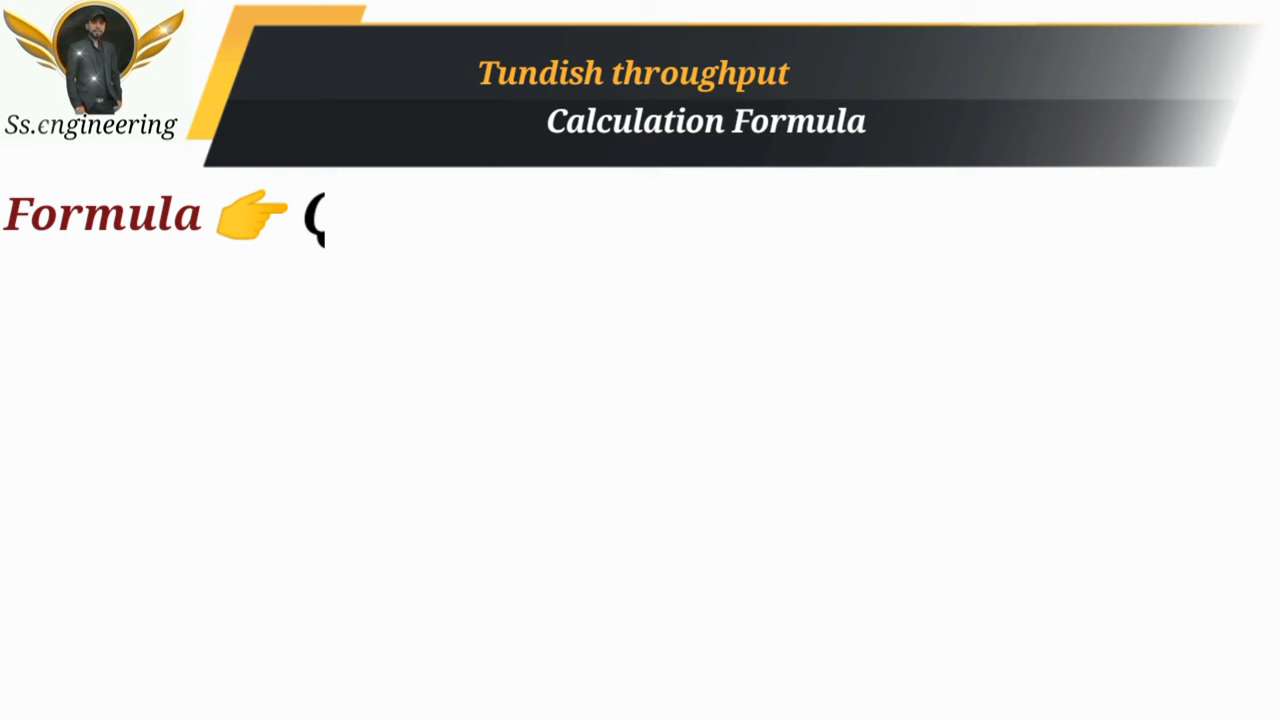 Ss.engineering
Tundish throughput
Calculation Formula
Formula 👉